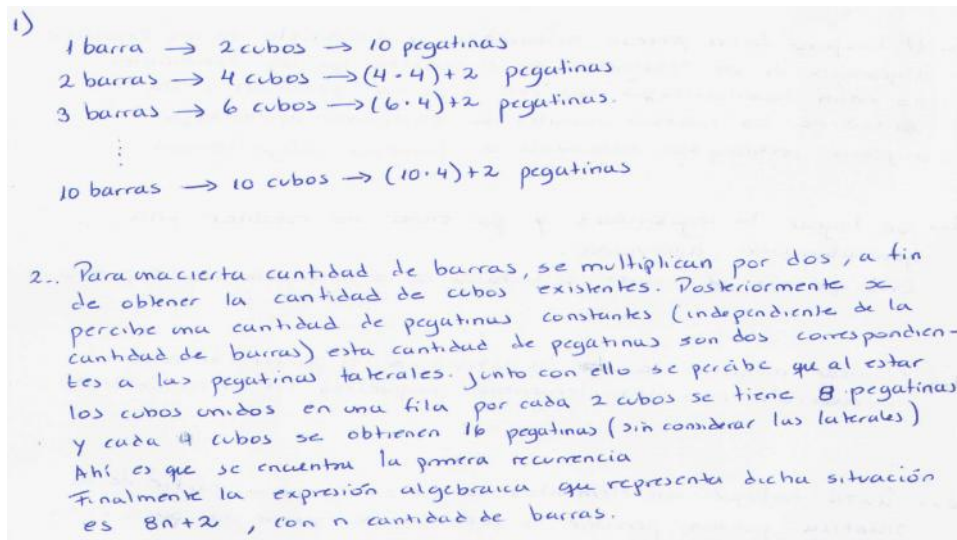 1)
1 barra → 2 cubos → 10 pegatinas
2 barras → 4 cubos → (4·4)+2 pegatinas
3 barras → 6 cubos → (6·4)+2 pegatinas.
⋮
10 barras → 10 cubos → (10·4)+2 pegatinas
2.. Para una cierta cantidad de barras, se multiplican por dos, a fin
de obtener la cantidad de cubos existentes. Posteriormente se
percibe una cantidad de pegatinas constantes (independiente de la
cantidad de barras) esta cantidad de pegatinas son dos correspondien-
tes a las pegatinas laterales. Junto con ello se percibe que al estar
los cubos unidos en una fila por cada 2 cubos se tiene 8 pegatinas
y cada 4 cubos se obtienen 16 pegatinas (sin considerar las laterales)
Ahí es que se encuentra la primera recurrencia
Finalmente la expresión algebraica que representa dicha situación
es 8n+2, con n cantidad de barras.